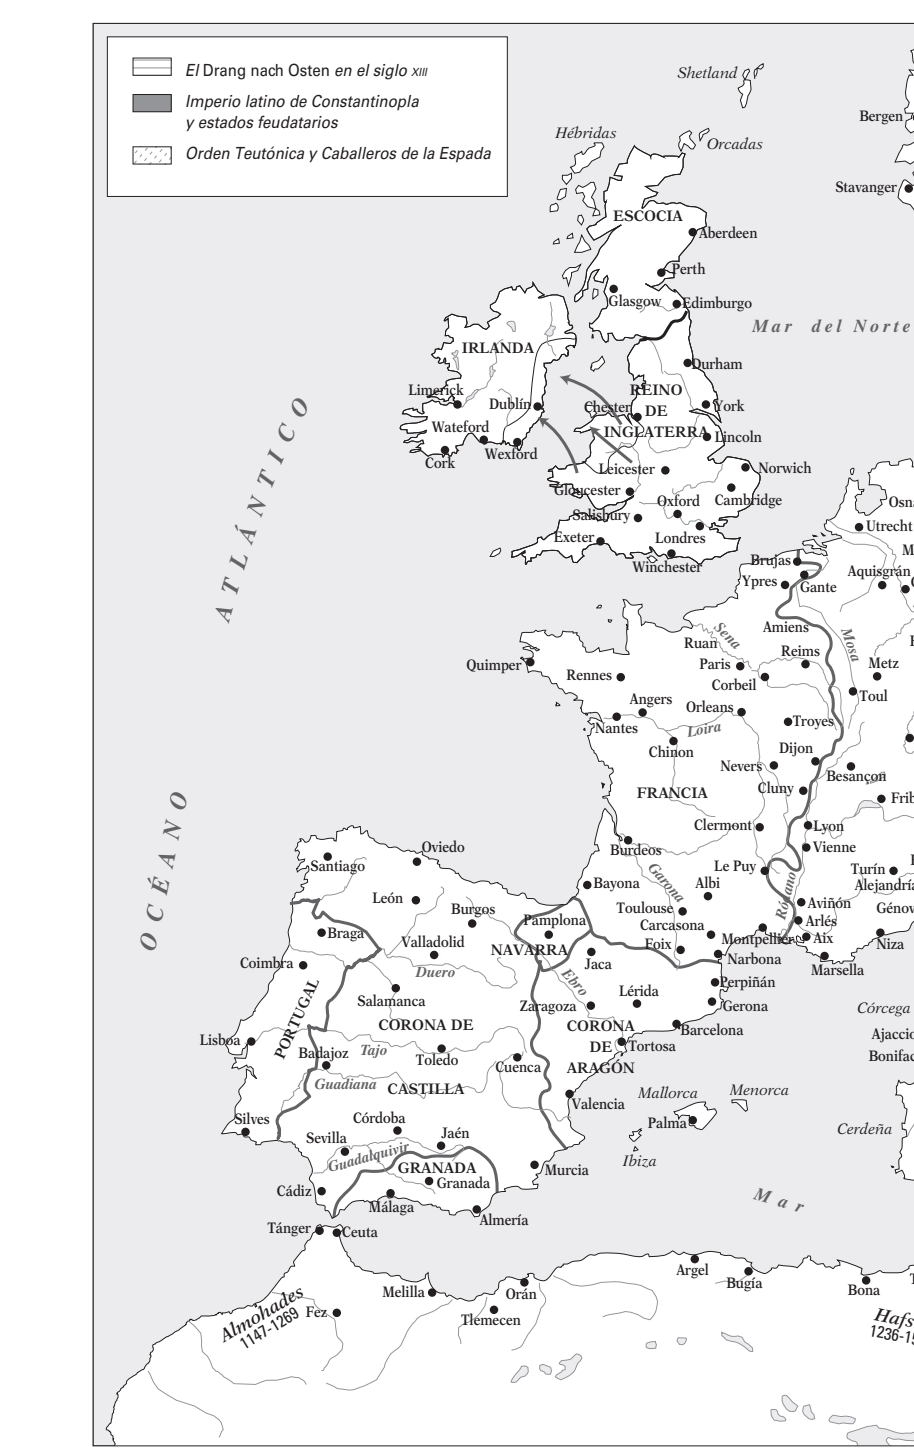 El Drang nach Osten en el siglo XIII
Imperio latino de Constantinopla
y estados feudatarios
Orden Teutónica y Caballeros de la Espada
Shetland
Bergen
Hébridas
Orcadas
Stavanger
ESCOCIA
Aberdeen
Perth
Glasgow
Edimburgo
Mar del Norte
IRLANDA
Durham
Limerick
REINO
DE
INGLATERRA
Dublín
Chester
York
Wateford
Lincoln
Wexford
Cork
Leicester
Norwich
Gloucester
Oxford
Cambridge
Salisbury
Exeter
Londres
Winchester
Utrecht
Brujas
Ypres
Gante
Aquisgrán
OCÉANO ATLÁNTICO
Amiens
Sena
Ruan
Mosa
Reims
Quimper
Paris
Metz
Rennes
Corbeil
Toul
Angers
Orleans
Nantes
Loira
Troyes
Chinon
Dijon
Nevers
Besançon
FRANCIA
Cluny
Frib
Clermont
Lyon
Burdeos
Vienne
Oviedo
Santiago
Le Puy
Turín
Garona
Bayona
Albi
Alejandría
León
Ródano
Aviñón
Burgos
Toulouse
Génov
Pamplona
Carcasona
Arlés
Braga
Valladolid
NAVARRA
Foix
Montpellier
Aix
Niza
Coimbra
Duero
Jaca
Narbona
Marsella
Ebro
Perpiñán
PORTUGAL
Salamanca
Lérida
Zaragoza
Gerona
Córcega
CORONA DE
CASTILLA
CORONA
DE
ARAGÓN
Barcelona
Lisboa
Tajo
Tortosa
Ajaccio
Badajoz
Toledo
Cuenca
Bonifac
Guadiana
Mallorca
Menorca
Valencia
Silves
Córdoba
Palma
Cerdeña
Sevilla
Jaén
Guadalquivir
Ibiza
GRANADA
Murcia
Granada
Cádiz
Málaga
Mar
Almería
Tánger
Ceuta
Argel
Bugía
Melilla
Orán
Bona
Almohades
1147-1269
Fez
Tlemecen
Hafs
1236-1